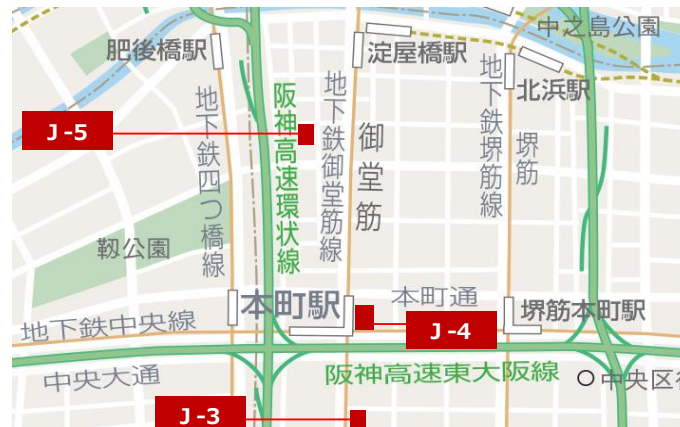 中之島公園
肥後橋駅
淀屋橋駅
北浜駅
J-5
地下鉄四つ橋線
阪神高速環状線
地下鉄御堂筋線
御堂筋
地下鉄堺筋線
堺筋
靱公園
本町駅
本町通
堺筋本町駅
地下鉄中央線
J-4
中央大通
阪神高速東大阪線
中央区役
J-3